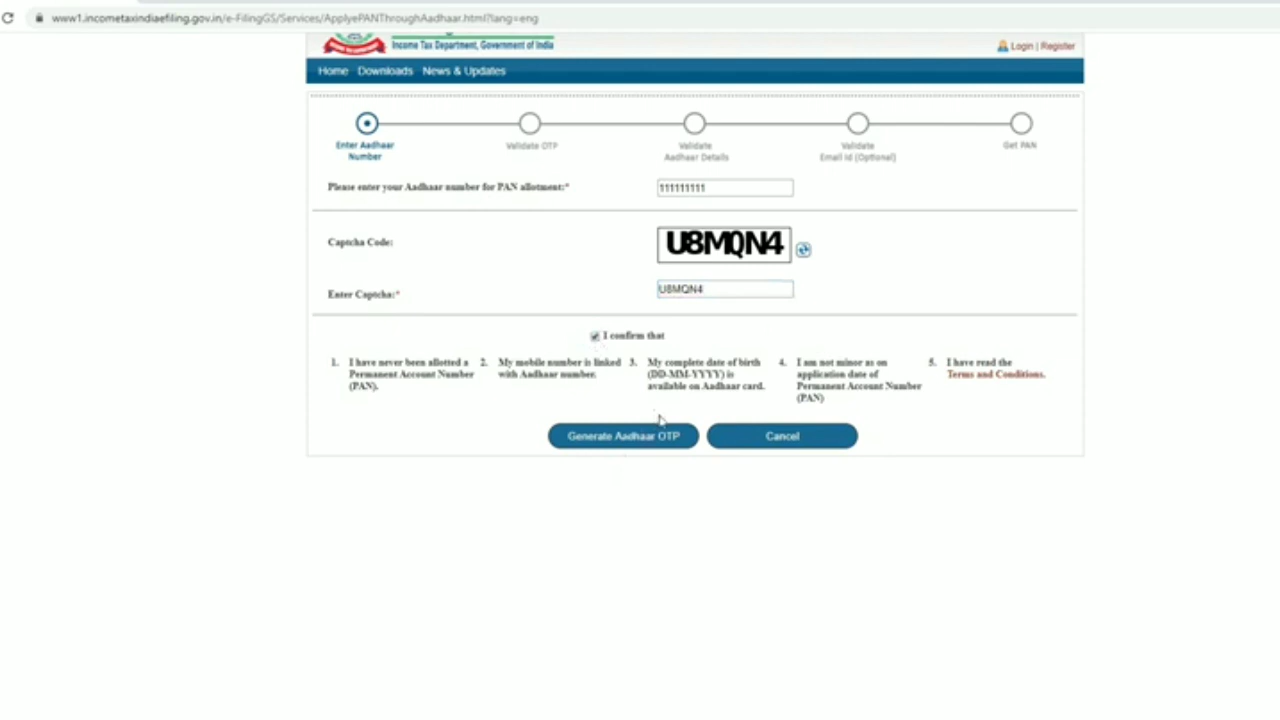 www1.incometaxindiaefiling.gov.in/e-FilingGS/Services/ApplyePANThroughAadhaar.html?lang=eng
Income Tax Department, Government of India
Login | Register
Home Downloads News & Updates
Enter Aadhaar
Number
Validate OTP
Validate
Aadhaar Details
Validate
Email Id (Optional)
Get PAN
Please enter your Aadhaar number for PAN allotment:*
111111111
Captcha Code:
U8MQN4
Enter Captcha:*
U8MQN4
I confirm that
1. I have never been allotted a
Permanent Account Number
(PAN).
2. My mobile number is linked
with Aadhaar number.
3. My complete date of birth
(DD-MM-YYYY) is
available on Aadhaar card.
4. I am not minor as on
application date of
Permanent Account Number
(PAN)
5. I have read the
Terms and Conditions.
Generate Aadhaar OTP
Cancel